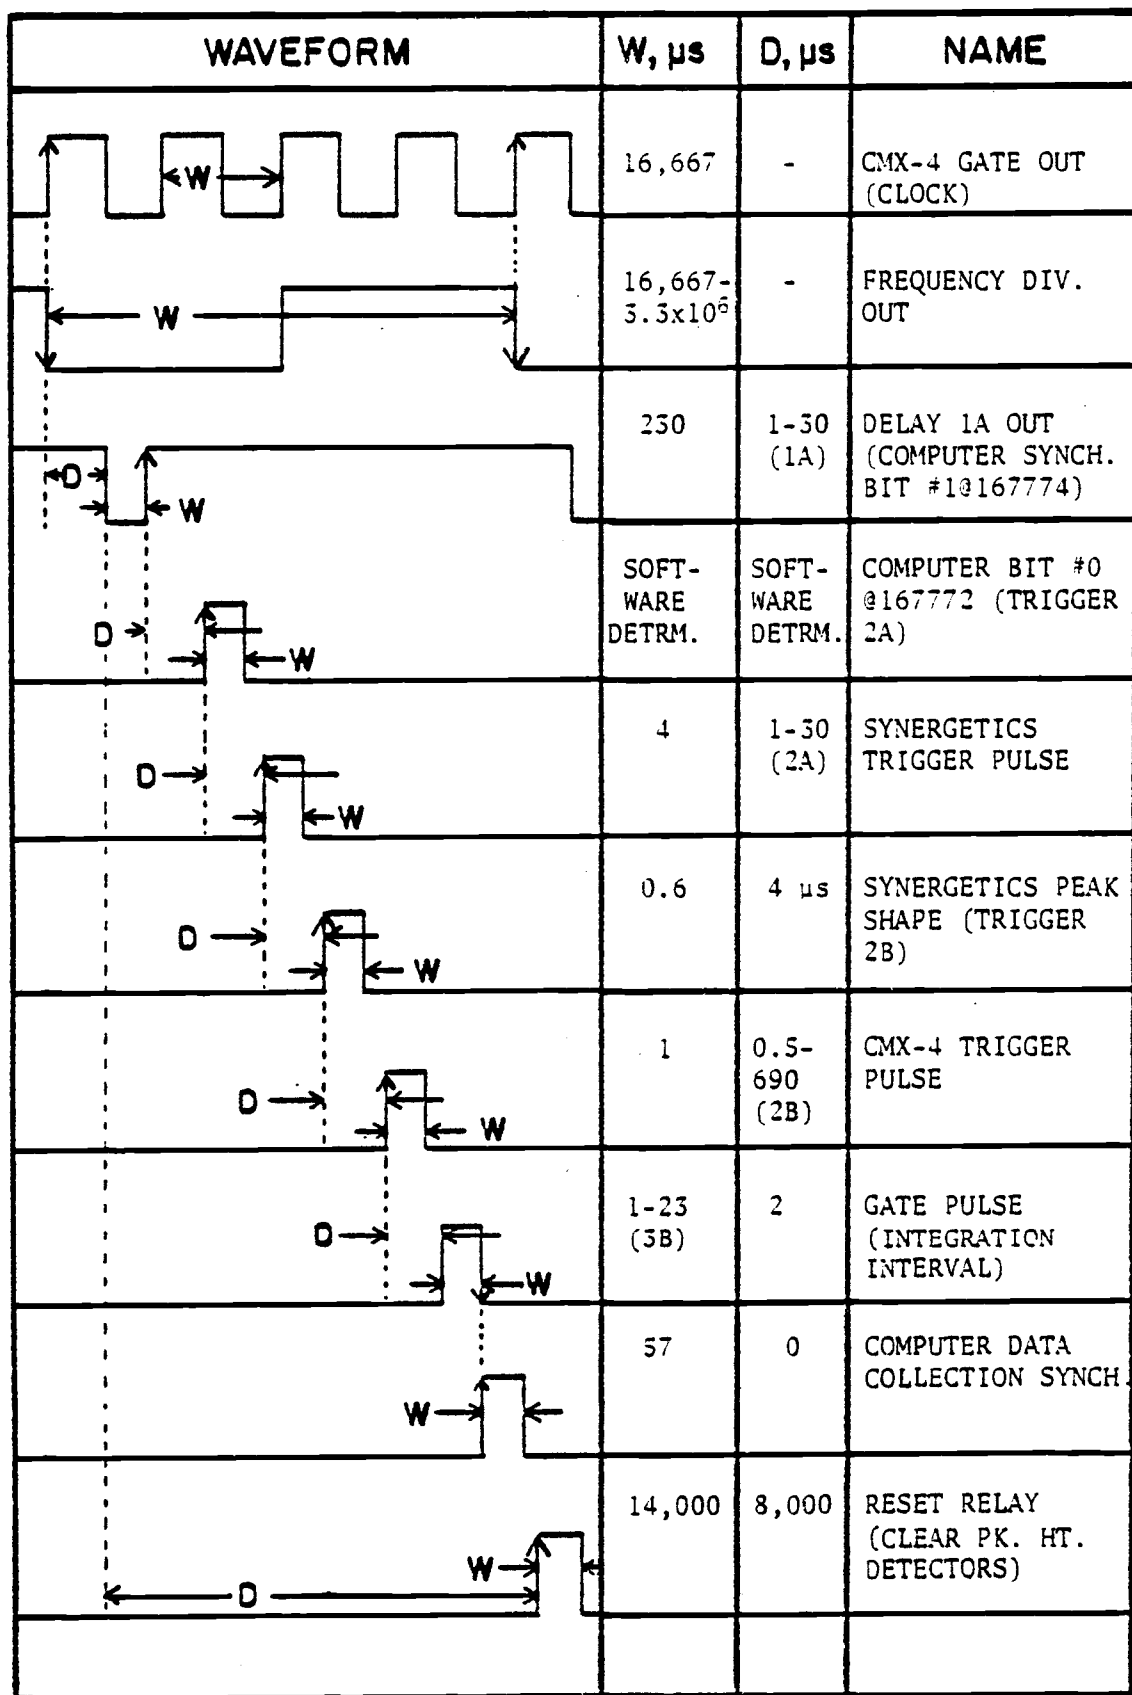 WAVEFORM W, µs D, µs NAME
W 16,667 - CMX-4 GATE OUT
(CLOCK)
W 16,667- - FREQUENCY DIV.
3.3x10⁶ OUT
230 1-30 DELAY 1A OUT
D (1A) (COMPUTER SYNCH.
W BIT #1@167774)
SOFT- SOFT- COMPUTER BIT #0
WARE WARE @167772 (TRIGGER
D DETRM. DETRM. 2A)
W
4 1-30 SYNERGETICS
D (2A) TRIGGER PULSE
W
0.6 4 µs SYNERGETICS PEAK
D SHAPE (TRIGGER
W 2B)
1 0.5- CMX-4 TRIGGER
690 PULSE
D (2B)
W
1-23 2 GATE PULSE
D (3B) (INTEGRATION
W INTERVAL)
57 0 COMPUTER DATA
COLLECTION SYNCH.
W
14,000 8,000 RESET RELAY
(CLEAR PK. HT.
W DETECTORS)
D